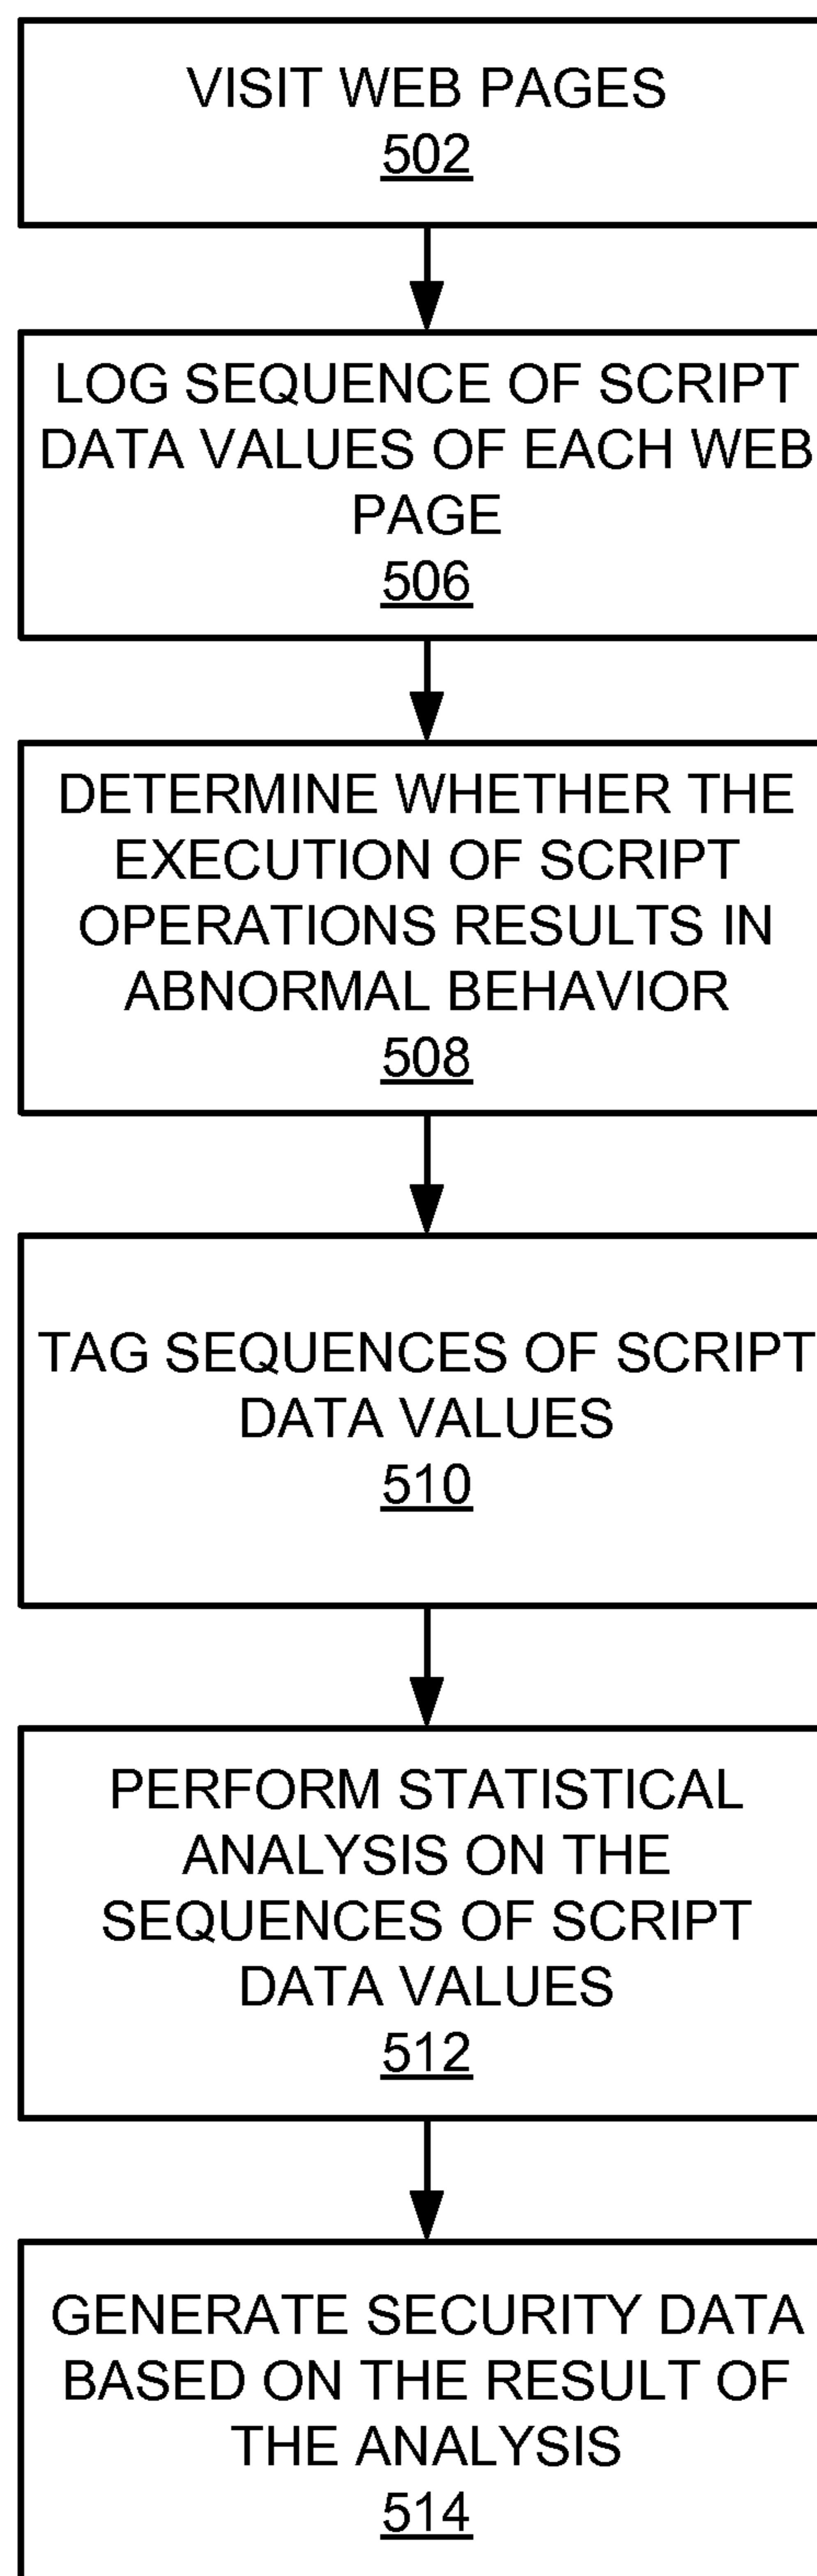 VISIT WEB PAGES
502
LOG SEQUENCE OF SCRIPT
DATA VALUES OF EACH WEB
PAGE
506
DETERMINE WHETHER THE
EXECUTION OF SCRIPT
OPERATIONS RESULTS IN
ABNORMAL BEHAVIOR
508
TAG SEQUENCES OF SCRIPT
DATA VALUES
510
PERFORM STATISTICAL
ANALYSIS ON THE
SEQUENCES OF SCRIPT
DATA VALUES
512
GENERATE SECURITY DATA
BASED ON THE RESULT OF
THE ANALYSIS
514